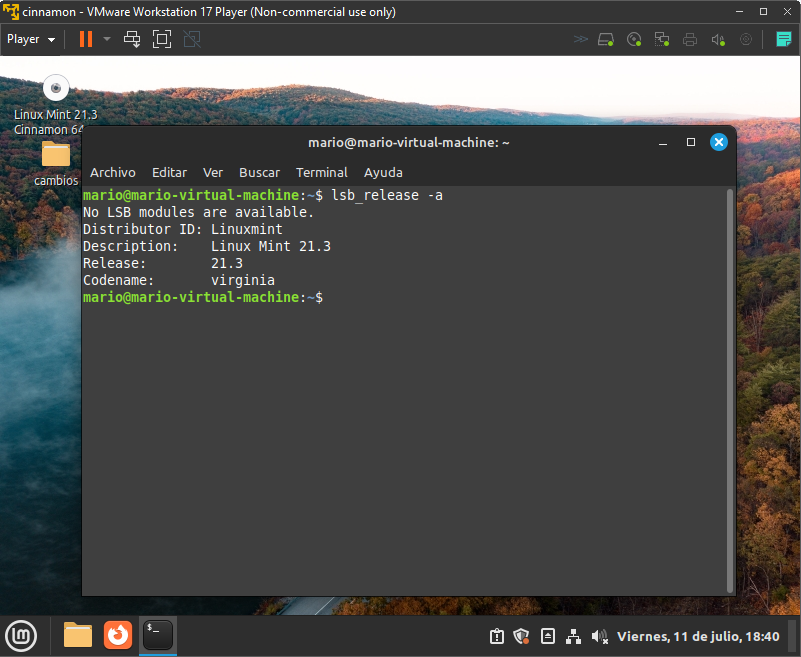 cinnamon - VMware Workstation 17 Player (Non-commercial use only)
Player
Linux Mint 21.3
Cinnamon 64
cambios
mario@mario-virtual-machine: ~
Archivo Editar Ver Buscar Terminal Ayuda
mario@mario-virtual-machine:~$ lsb_release -a
No LSB modules are available.
Distributor ID: Linuxmint
Description:    Linux Mint 21.3
Release:        21.3
Codename:       virginia
mario@mario-virtual-machine:~$
$-
Viernes, 11 de julio, 18:40